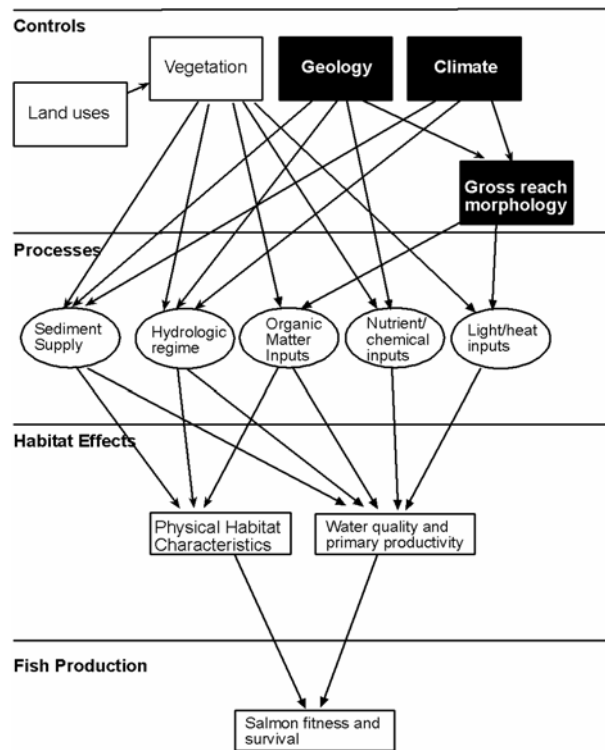 Controls
Vegetation
Geology
Climate
Land uses
Gross reach
morphology
Processes
Sediment
Supply
Hydrologic
regime
Organic
Matter
Inputs
Nutrient/
chemical
inputs
Light/heat
inputs
Habitat Effects
Physical Habitat
Characteristics
Water quality and
primary productivity
Fish Production
Salmon fitness and
survival